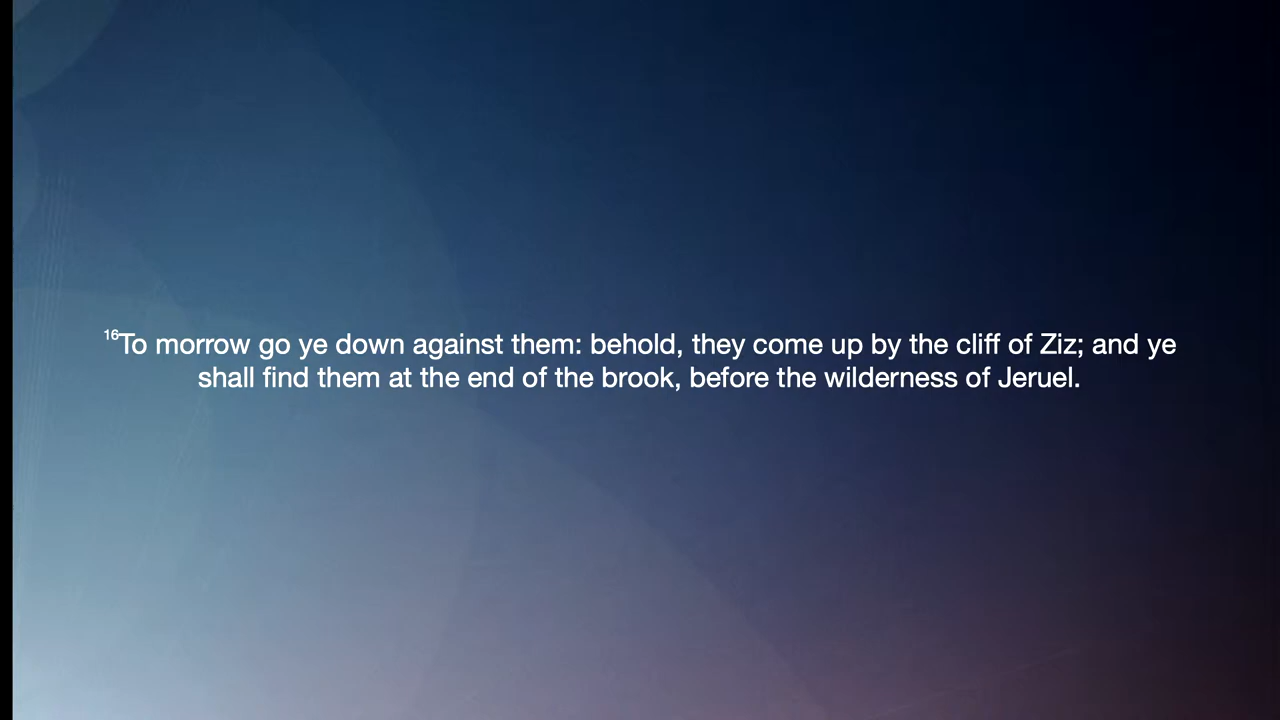 16To morrow go ye down against them: behold, they come up by the cliff of Ziz; and ye
shall find them at the end of the brook, before the wilderness of Jeruel.